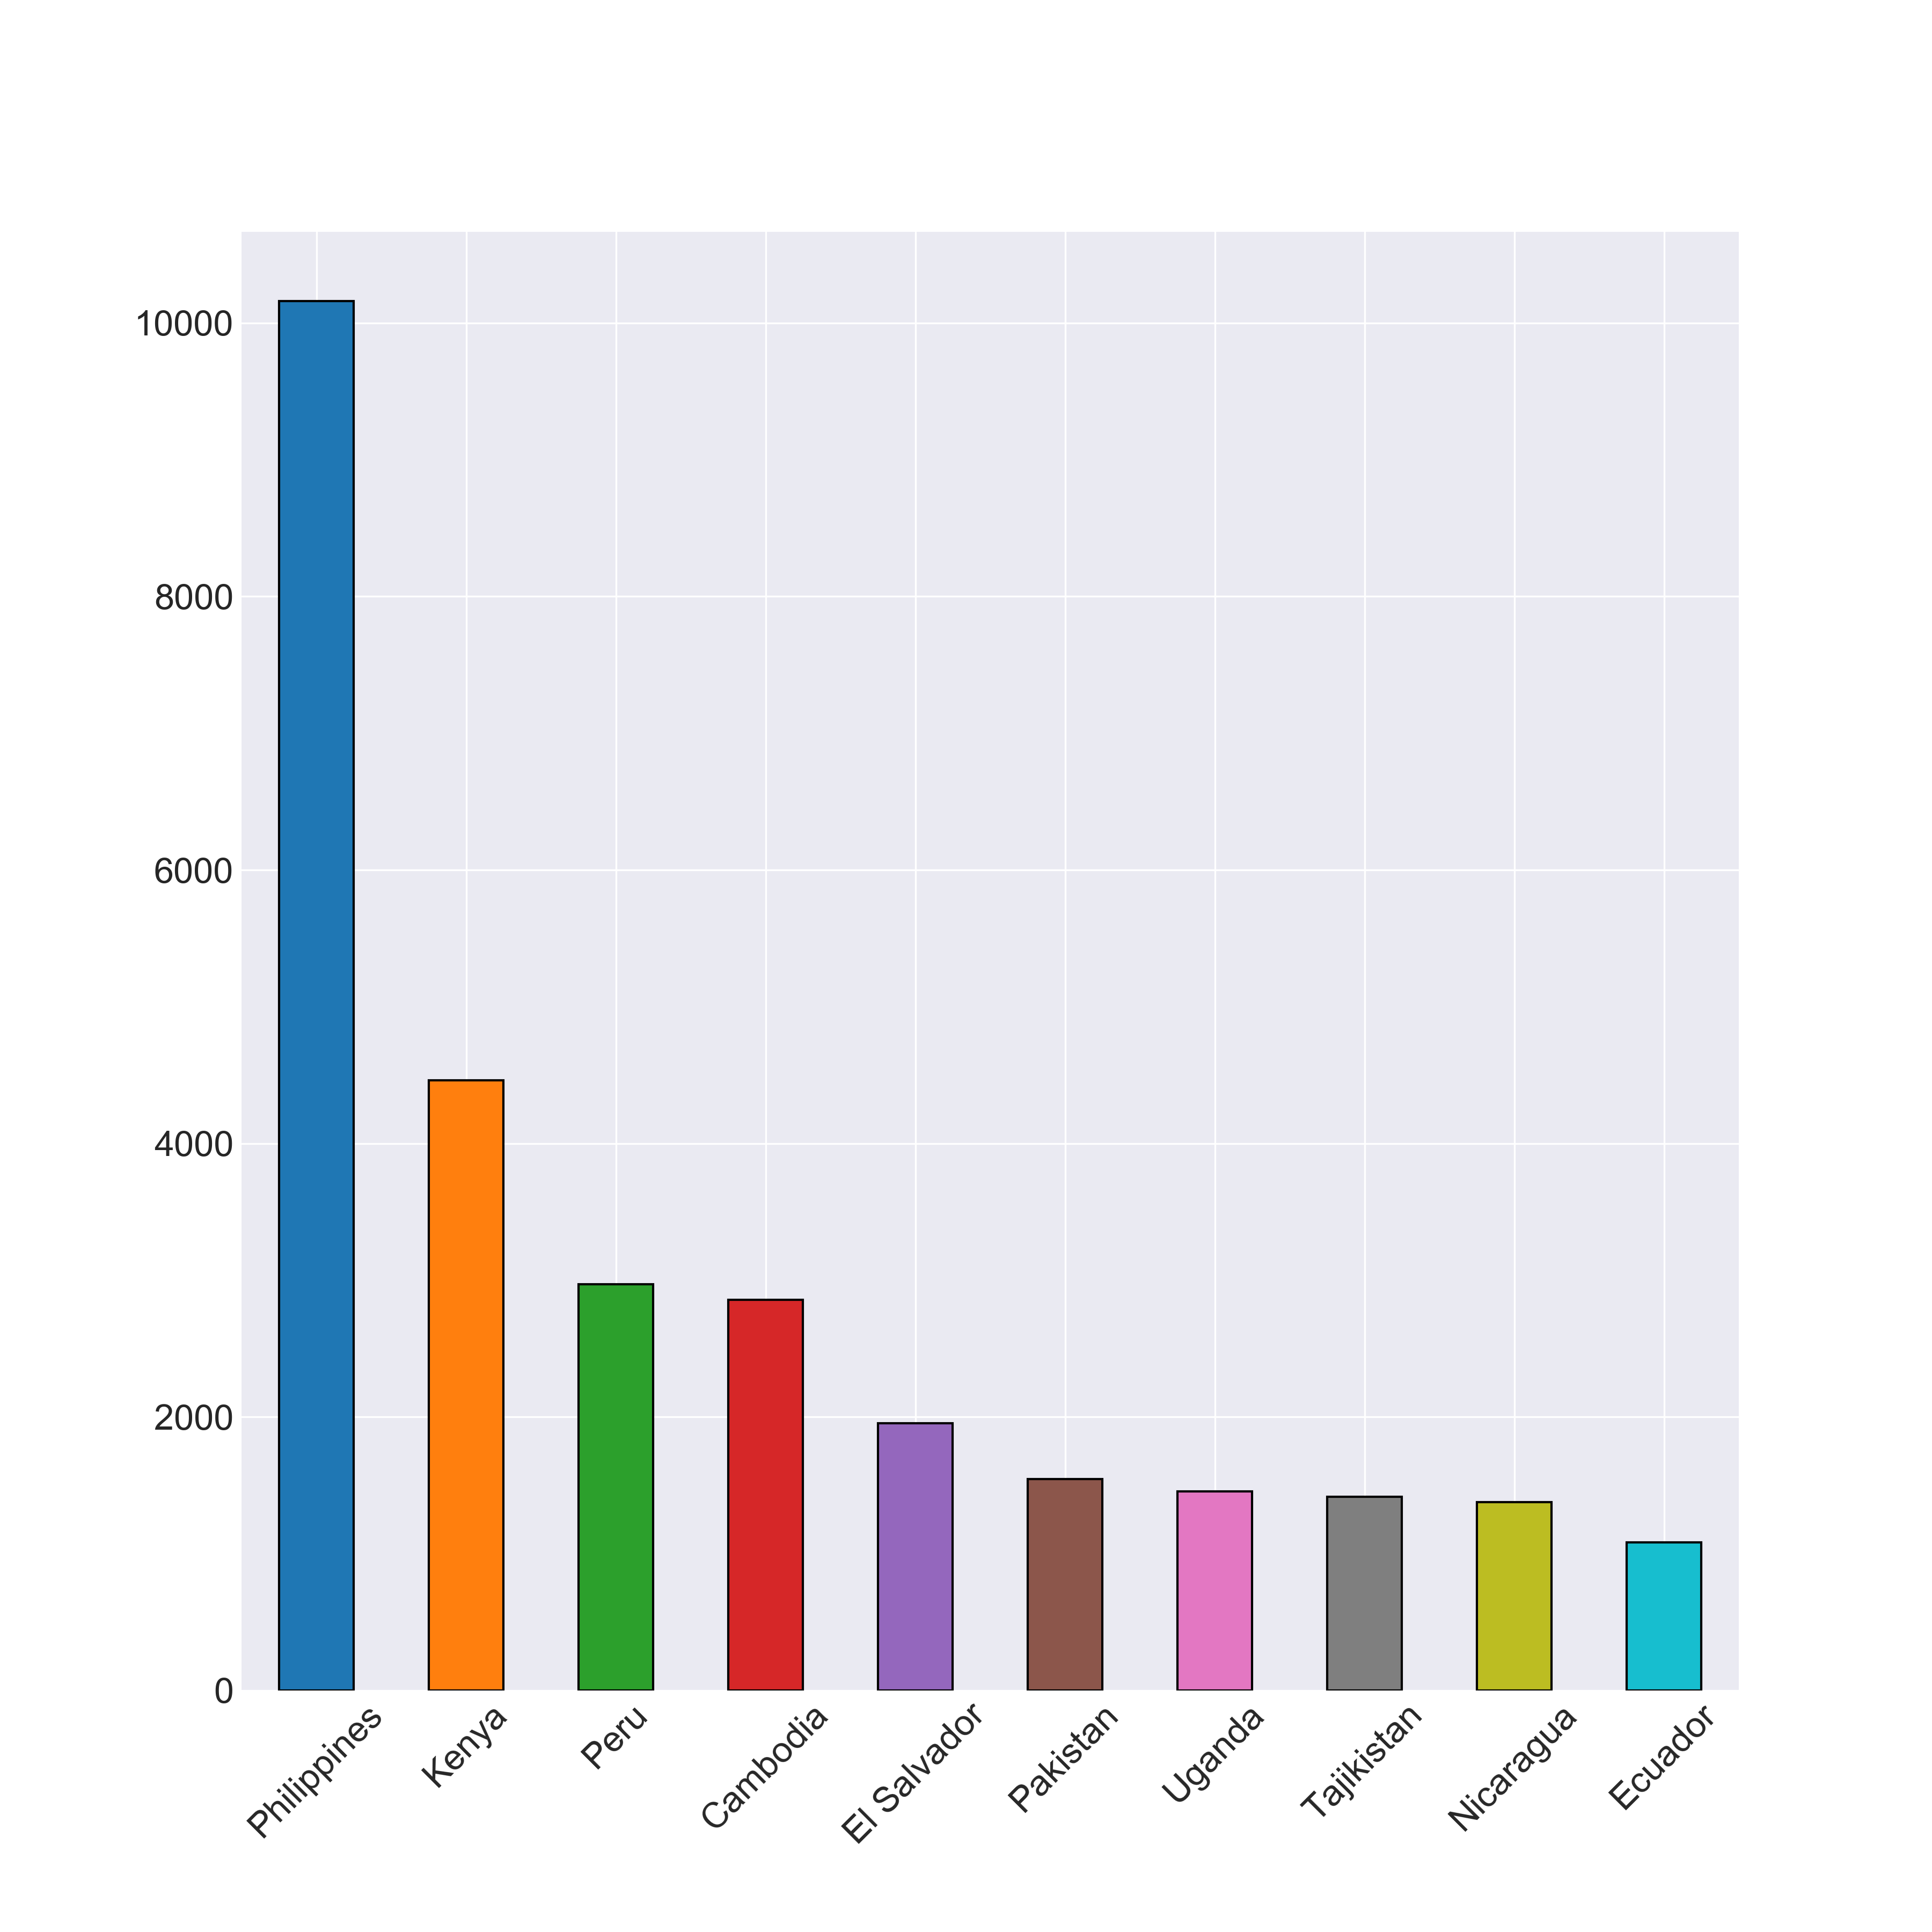 10000
8000
6000
4000
2000
0
Philippines
Kenya
Peru
Cambodia
El Salvador
Pakistan
Uganda
Tajikistan
Nicaragua
Ecuador